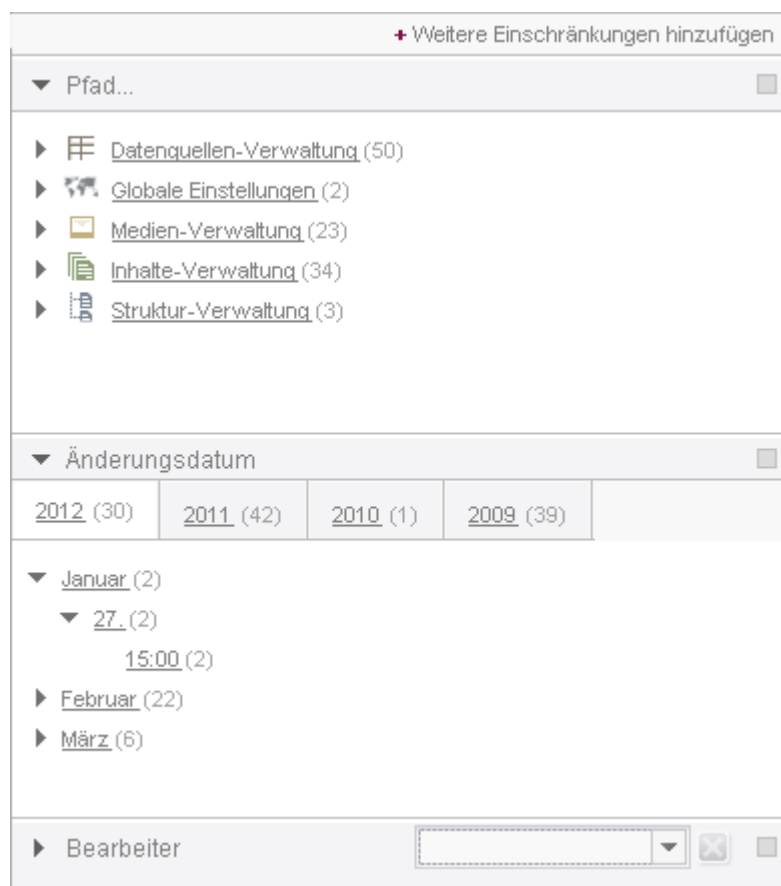 + Weitere Einschränkungen hinzufügen
Pfad...
Datenquellen-Verwaltung (50)
Globale Einstellungen (2)
Medien-Verwaltung (23)
Inhalte-Verwaltung (34)
Struktur-Verwaltung (3)
Änderungsdatum
2012 (30) 2011 (42) 2010 (1) 2009 (39)
Januar (2)
27. (2)
15:00 (2)
Februar (22)
März (6)
Bearbeiter